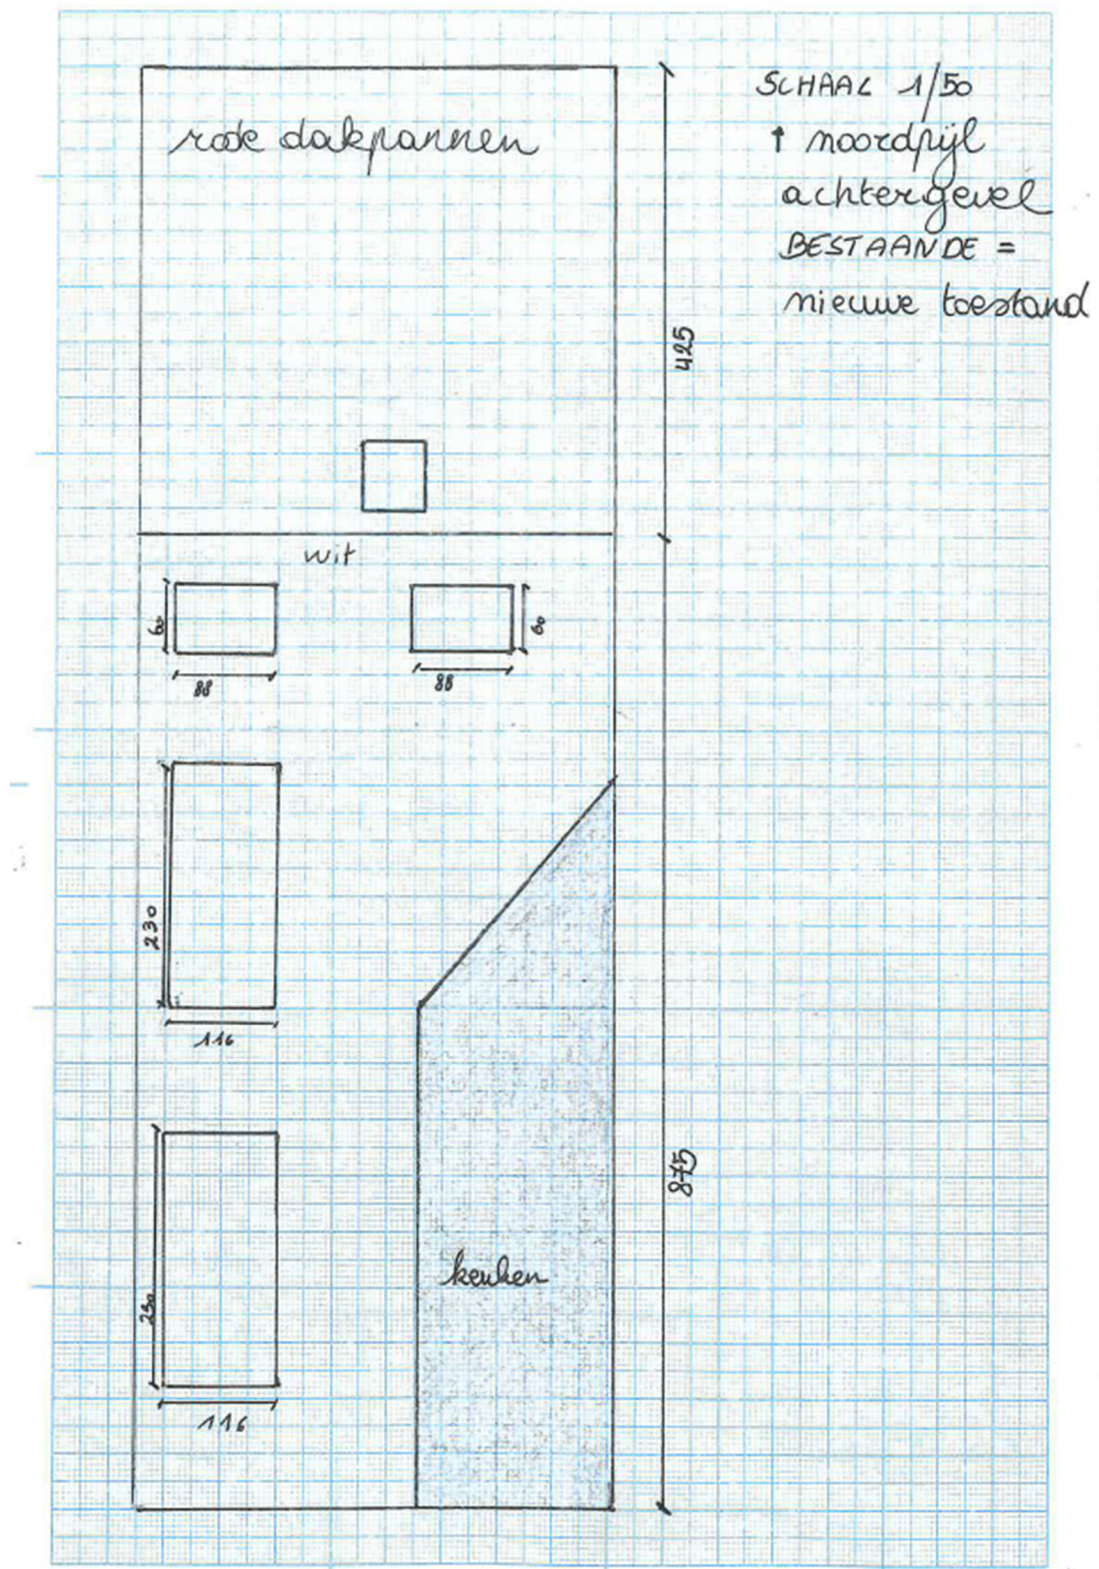 SCHAAL 1/50
↑ noordpijl
achtergevel
BESTAANDE =
nieuwe toestand
rode dakpannen
425
wit
60
88
60
88
230
116
875
keuken
230
116